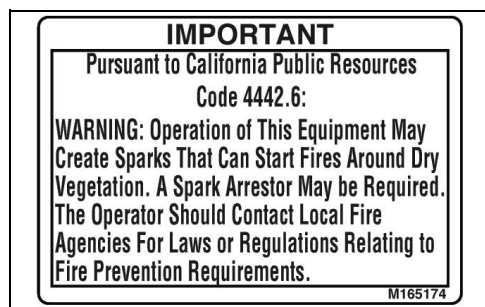 IMPORTANT
Pursuant to California Public Resources
Code 4442.6:
WARNING: Operation of This Equipment May
Create Sparks That Can Start Fires Around Dry
Vegetation. A Spark Arrestor May be Required.
The Operator Should Contact Local Fire
Agencies For Laws or Regulations Relating to
Fire Prevention Requirements.
M165174